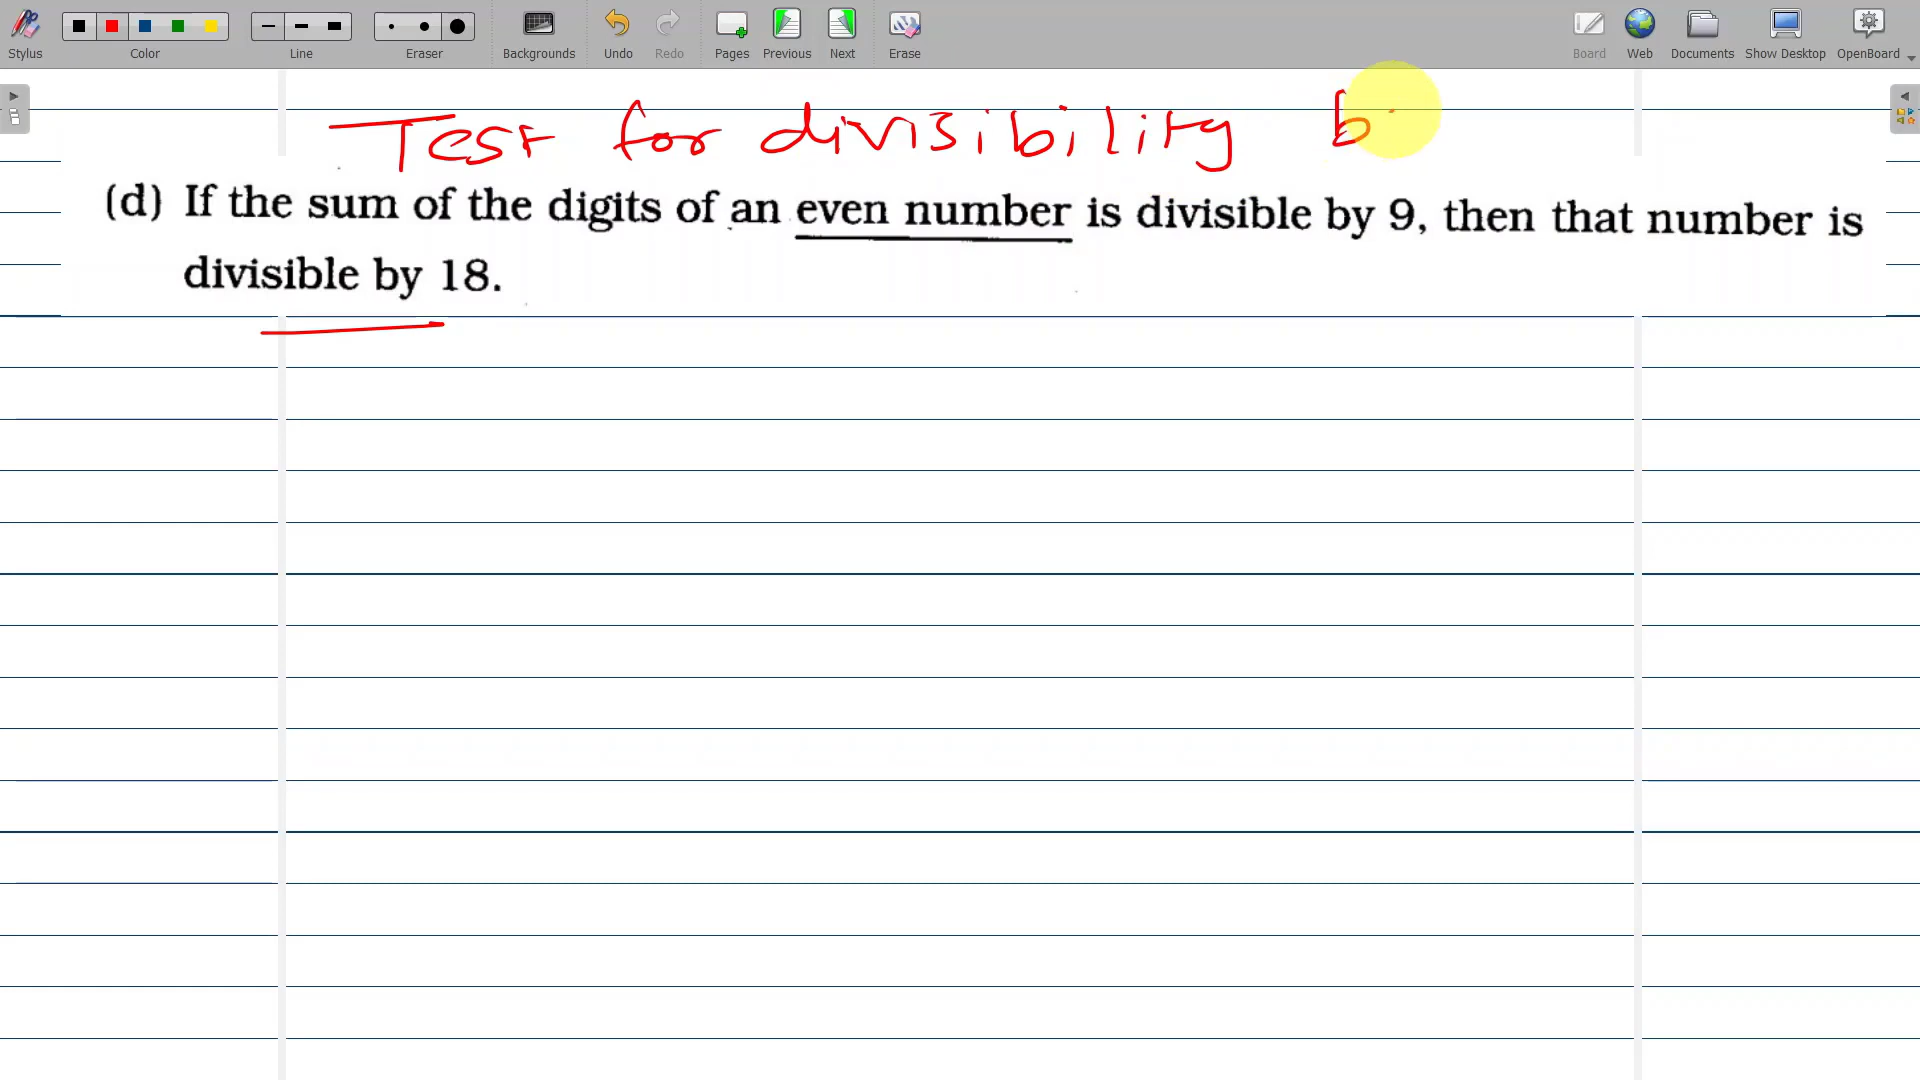 Stylus Color Line Eraser Backgrounds Undo Redo Pages Previous Next Erase Board Web Documents Show Desktop OpenBoard
Test for divisibility b
(d) If the sum of the digits of an even number is divisible by 9, then that number is
divisible by 18.